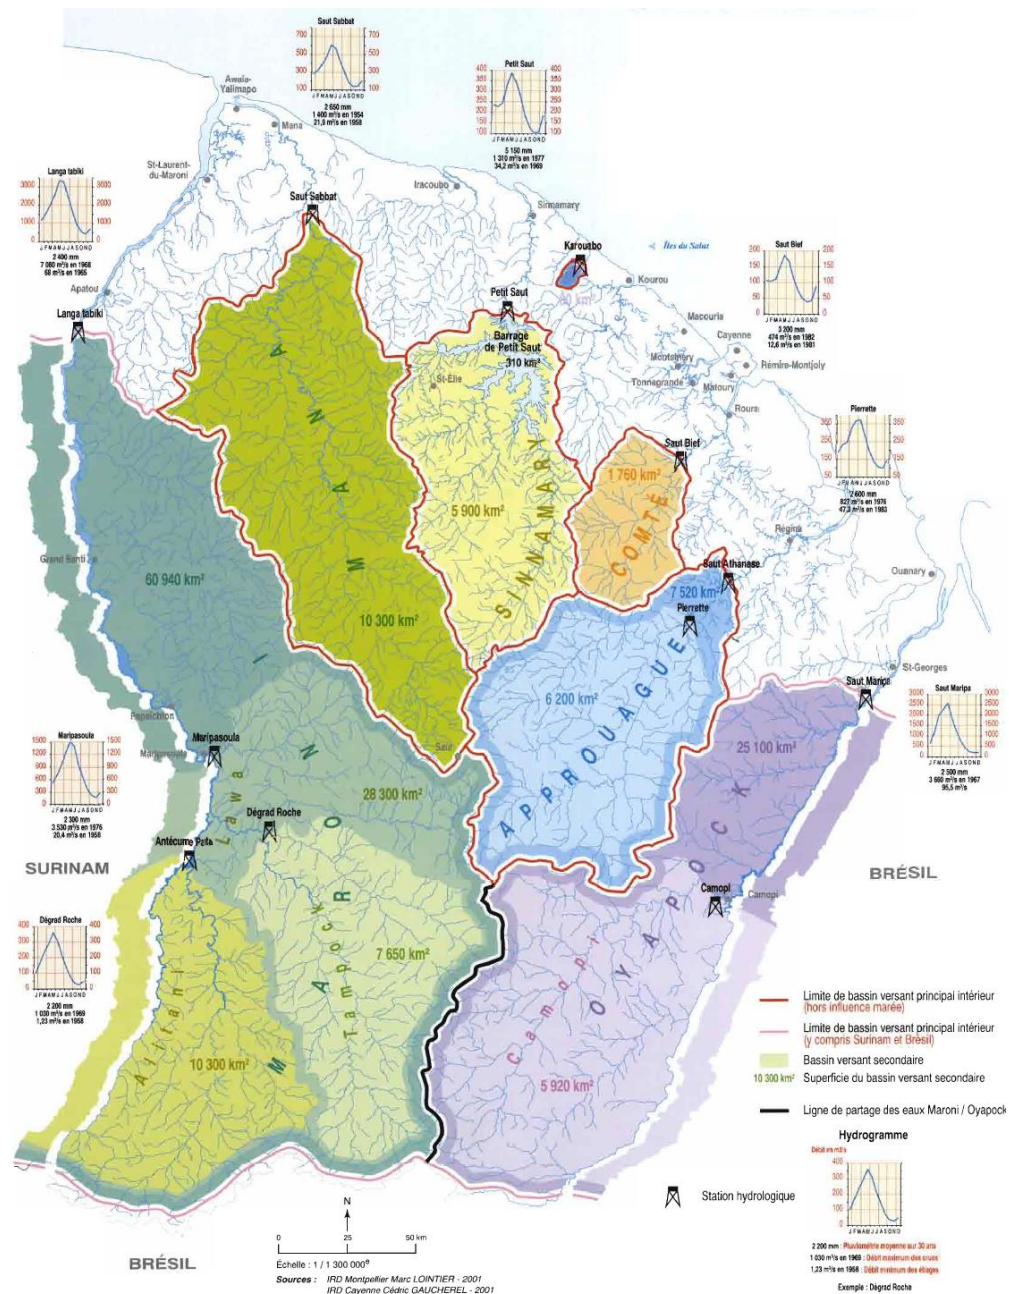 Saut Sabbat
2 650 mm
1 400 m³/s en 1954
21,9 m³/s en 1958
Petit Saut
5 150 mm
1 310 m³/s en 1977
34,2 m³/s en 1969
Langa tabiki
2 400 mm
7 080 m³/s en 1966
68 m³/s en 1965
Saut Bief
3 200 mm
474 m³/s en 1982
12,6 m³/s en 1981
Pierrette
2 600 mm
827 m³/s en 1976
47,3 m³/s en 1983
Saut Maripa
2 500 mm
3 660 m³/s en 1967
95,5 m³/s
Maripasoula
2 300 mm
3 530 m³/s en 1976
20,4 m³/s en 1958
Dégrad Roche
2 200 mm
1 030 m³/s en 1969
1,23 m³/s en 1958
Awala-
Yalimapo
Mana
St-Laurent-
du-Maroni
Iracoubo
Saut Sabbat
Sinnamary
Karouabo
Îles du Salut
Kourou
Apatou
Langa tabiki
Petit Saut
Barrage
de Petit Saut
310 km²
Macouria
Cayenne
Montsinéry
Rémire-Montjoly
Tonnegrande
Matoury
St-Élie
Roura
Saut Bief
1 760 km²
MANA
SINNAMARY
COMTÉ
5 900 km²
Régina
Grand Santi
60 940 km²
Saut Athanase
7 520 km²
Ouanary
Pierrette
10 300 km²
St-Georges
Saut Maripa
6 200 km²
APPROUAGUE
Papaichton
Maripasoula
Maripasoula
Saül
25 100 km²
28 300 km²
Lawa
MARONI
Dégrad Roche
Antécume Pata
SURINAM
BRÉSIL
OYAPOCK
Camopi
Camopi
Tampock
7 650 km²
Camopi
Alitani
10 300 km²
5 920 km²
Limite de bassin versant principal intérieur
(hors influence marée)
Limite de bassin versant principal intérieur
(y compris Surinam et Brésil)
Bassin versant secondaire
10 300 km² Superficie du bassin versant secondaire
Ligne de partage des eaux Maroni / Oyapock
Hydrogramme
Débit en m3/s
Station hydrologique
2 200 mm : Pluviométrie moyenne sur 30 ans
1 030 m³/s en 1969 : Débit maximum des crues
1,23 m³/s en 1958 : Débit minimum des étiages
Exemple : Dégrad Roche
BRÉSIL
N
0 25 50 km
Échelle : 1 / 1 300 000e
Sources : IRD Montpellier Marc LOINTIER - 2001
IRD Cayenne Cédric GAUCHEREL - 2001